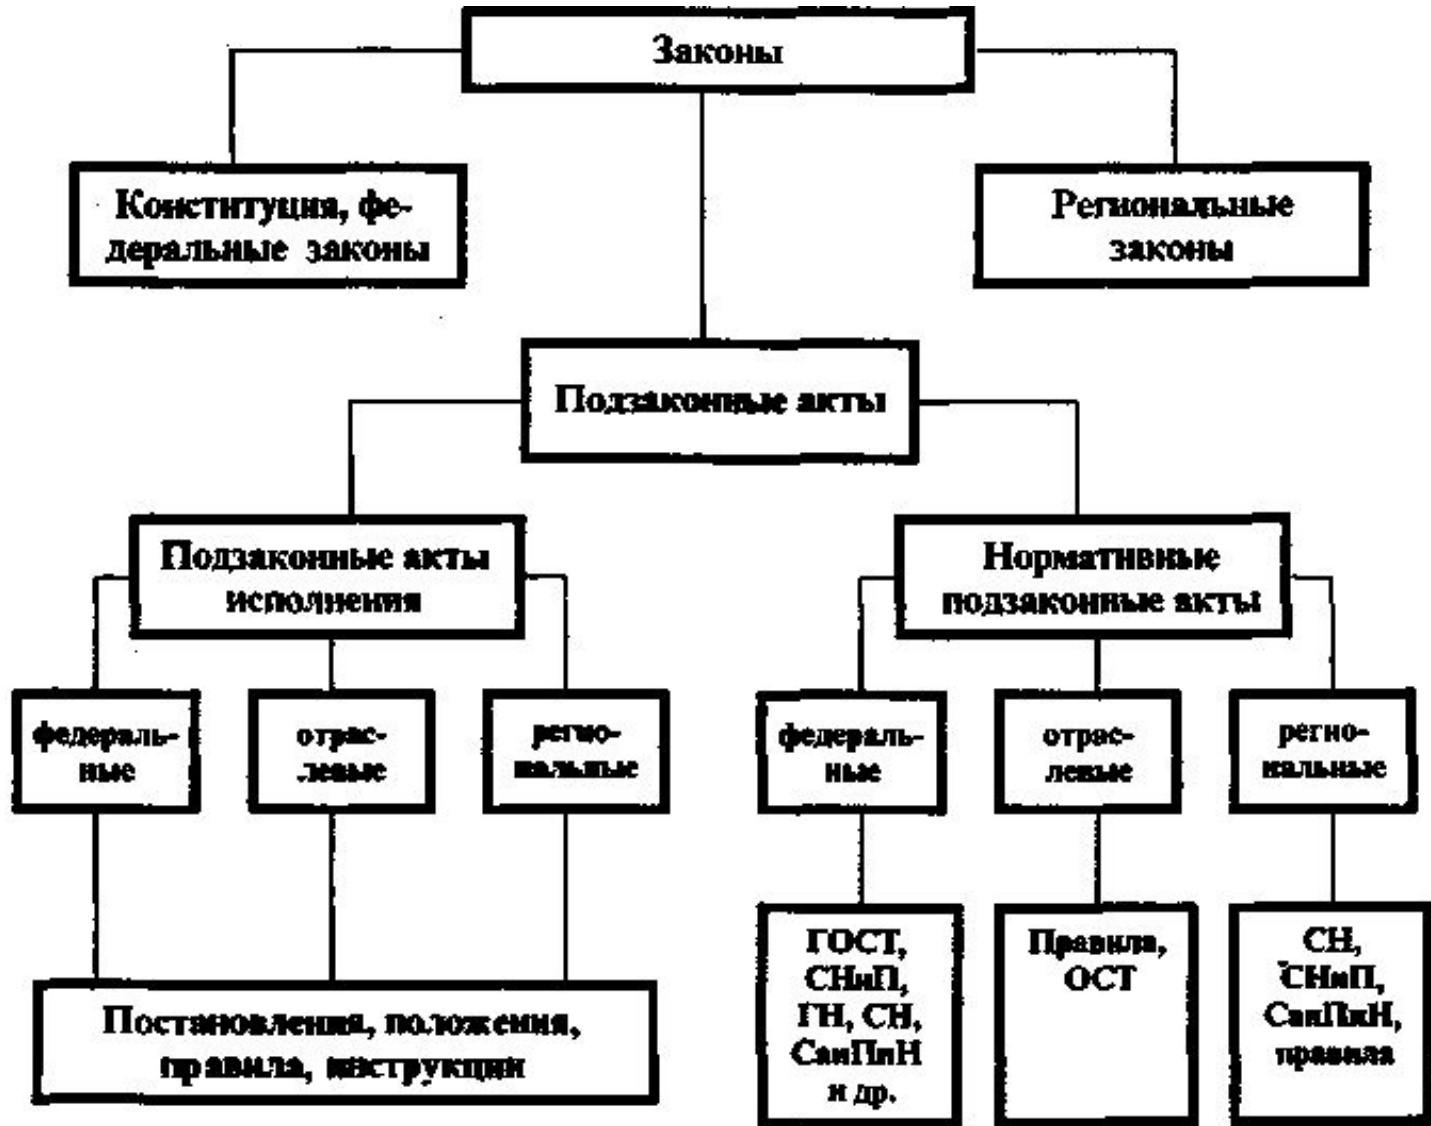 Законы
Конституция, фе-
деральные законы
Региональные
законы
Подзаконные акты
Подзаконные акты
исполнения
Нормативные
подзаконные акты
федераль-
ные
отрас-
левые
регио-
нальные
федераль-
ные
отрас-
левые
регио-
нальные
Постановления, положения,
правила, инструкции
ГОСТ,
СНиП,
ГН, СН,
СанПиН
и др.
Правила,
ОСТ
СН,
СНиП,
СанПиН,
правила